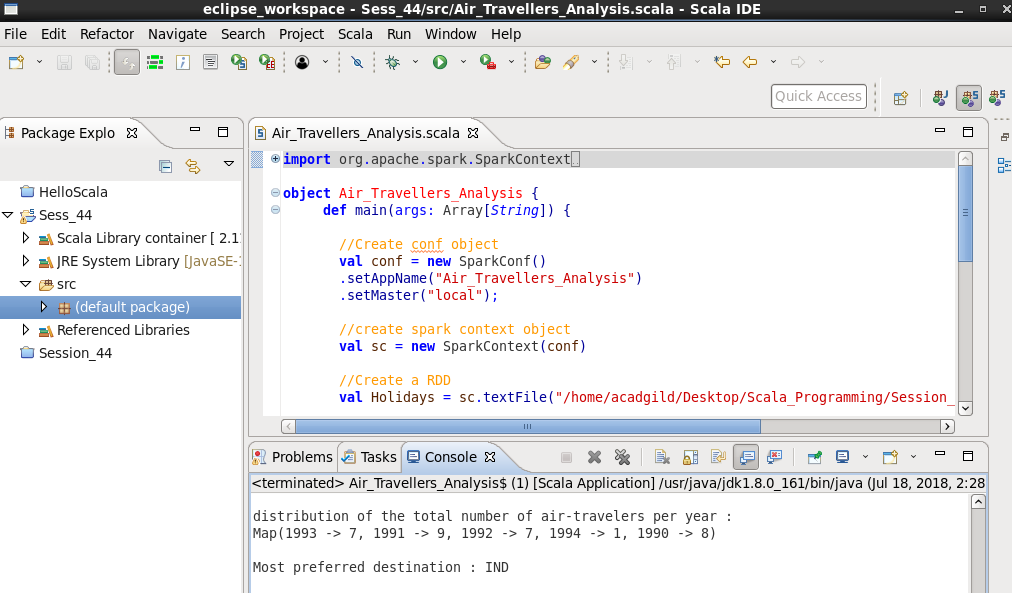 eclipse_workspace - Sess_44/src/Air_Travellers_Analysis.scala - Scala IDE
File Edit Refactor Navigate Search Project Scala Run Window Help
Quick Access
Package Explo
HelloScala
Sess_44
Scala Library container [ 2.1
JRE System Library [JavaSE-
src
(default package)
Referenced Libraries
Session_44
Air_Travellers_Analysis.scala
import org.apache.spark.SparkContext
object Air_Travellers_Analysis {
def main(args: Array[String]) {
//Create conf object
val conf = new SparkConf()
.setAppName("Air_Travellers_Analysis")
.setMaster("local");
//create spark context object
val sc = new SparkContext(conf)
//Create a RDD
val Holidays = sc.textFile("/home/acadgild/Desktop/Scala_Programming/Session_
Problems Tasks Console
<terminated> Air_Travellers_Analysis$ (1) [Scala Application] /usr/java/jdk1.8.0_161/bin/java (Jul 18, 2018, 2:28
distribution of the total number of air-travelers per year :
Map(1993 -> 7, 1991 -> 9, 1992 -> 7, 1994 -> 1, 1990 -> 8)
Most preferred destination : IND